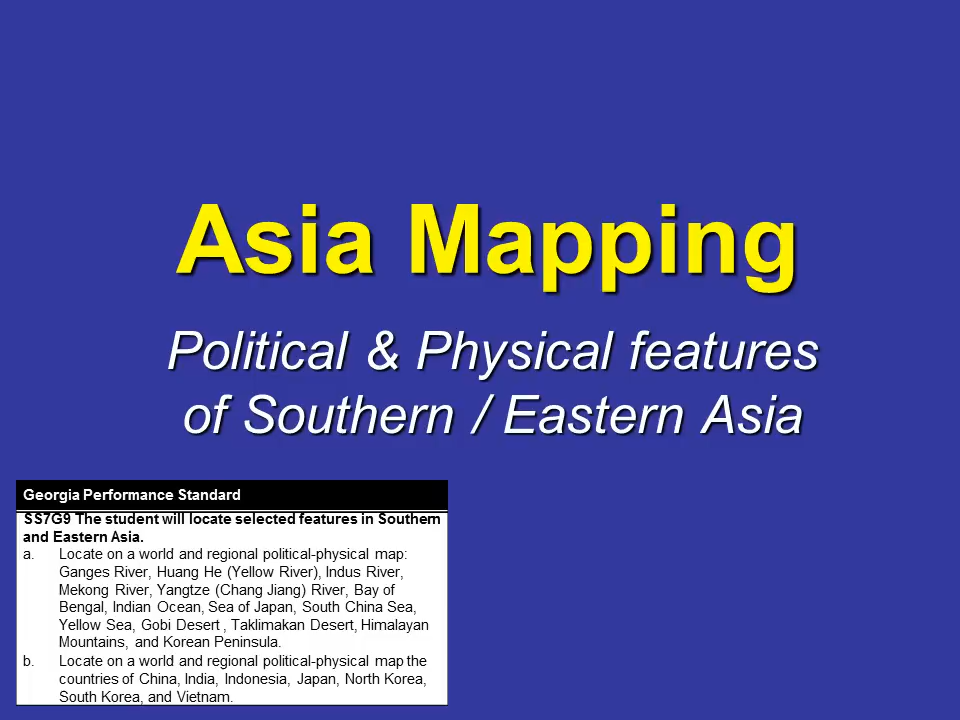 Asia Mapping
Political & Physical features
of Southern / Eastern Asia
Georgia Performance Standard
SS7G9 The student will locate selected features in Southern
and Eastern Asia.
a. Locate on a world and regional political-physical map:
Ganges River, Huang He (Yellow River), Indus River,
Mekong River, Yangtze (Chang Jiang) River, Bay of
Bengal, Indian Ocean, Sea of Japan, South China Sea,
Yellow Sea, Gobi Desert , Taklimakan Desert, Himalayan
Mountains, and Korean Peninsula.
b. Locate on a world and regional political-physical map the
countries of China, India, Indonesia, Japan, North Korea,
South Korea, and Vietnam.